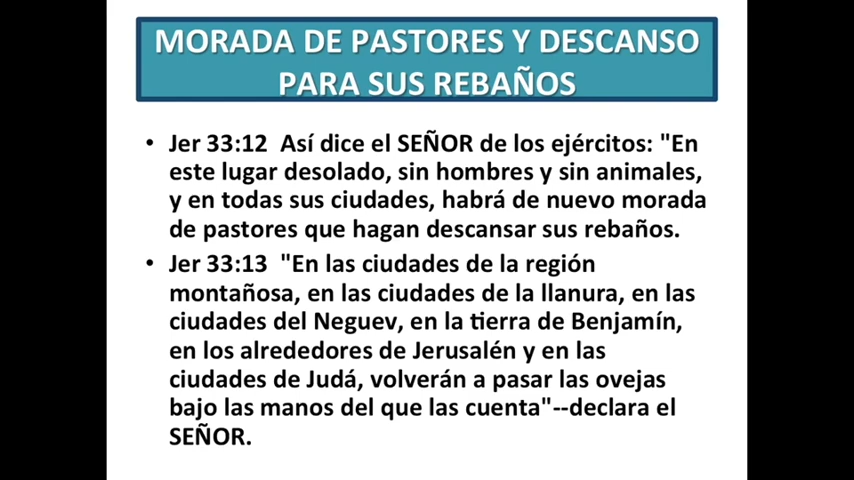 MORADA DE PASTORES Y DESCANSO
PARA SUS REBAÑOS
• Jer 33:12 Así dice el SEÑOR de los ejércitos: "En
este lugar desolado, sin hombres y sin animales,
y en todas sus ciudades, habrá de nuevo morada
de pastores que hagan descansar sus rebaños.
• Jer 33:13 "En las ciudades de la región
montañosa, en las ciudades de la llanura, en las
ciudades del Neguev, en la tierra de Benjamín,
en los alrededores de Jerusalén y en las
ciudades de Judá, volverán a pasar las ovejas
bajo las manos del que las cuenta"--declara el
SEÑOR.